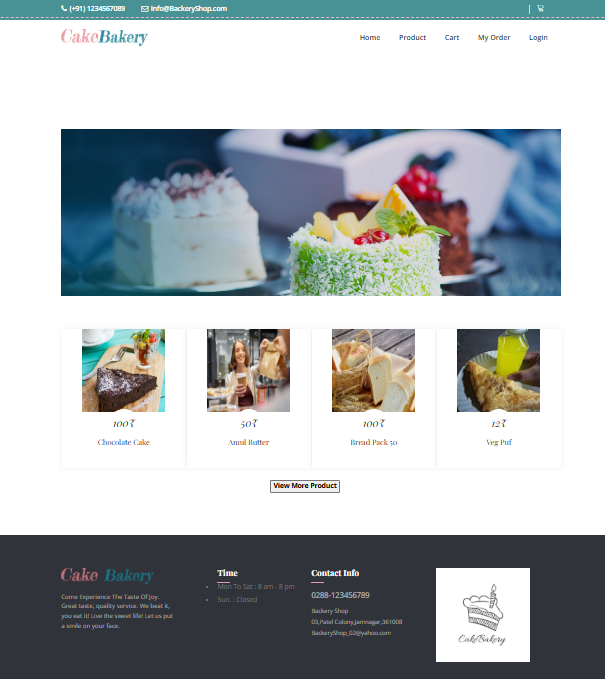 (+91) 1234567089 info@BackeryShop.com
CakeBakery
Home Product Cart My Order Login
100₹ 50₹ 100₹ 12₹
Chocolate Cake Amul Butter Bread Pack 50 Veg Puf
View More Product
Cake Bakery
Come Experience The Taste Of Joy.
Great taste, quality service. We beat it,
you eat it! Live the sweet life! Let us put
a smile on your face.
Time
Mon To Sat : 8 am - 8 pm
Sun. : Closed
Contact Info
0288-123456789
Backery Shop
03,Patel Colony,Jamnagar,361008
BackeryShop_02@yahoo.com
CakeBakery